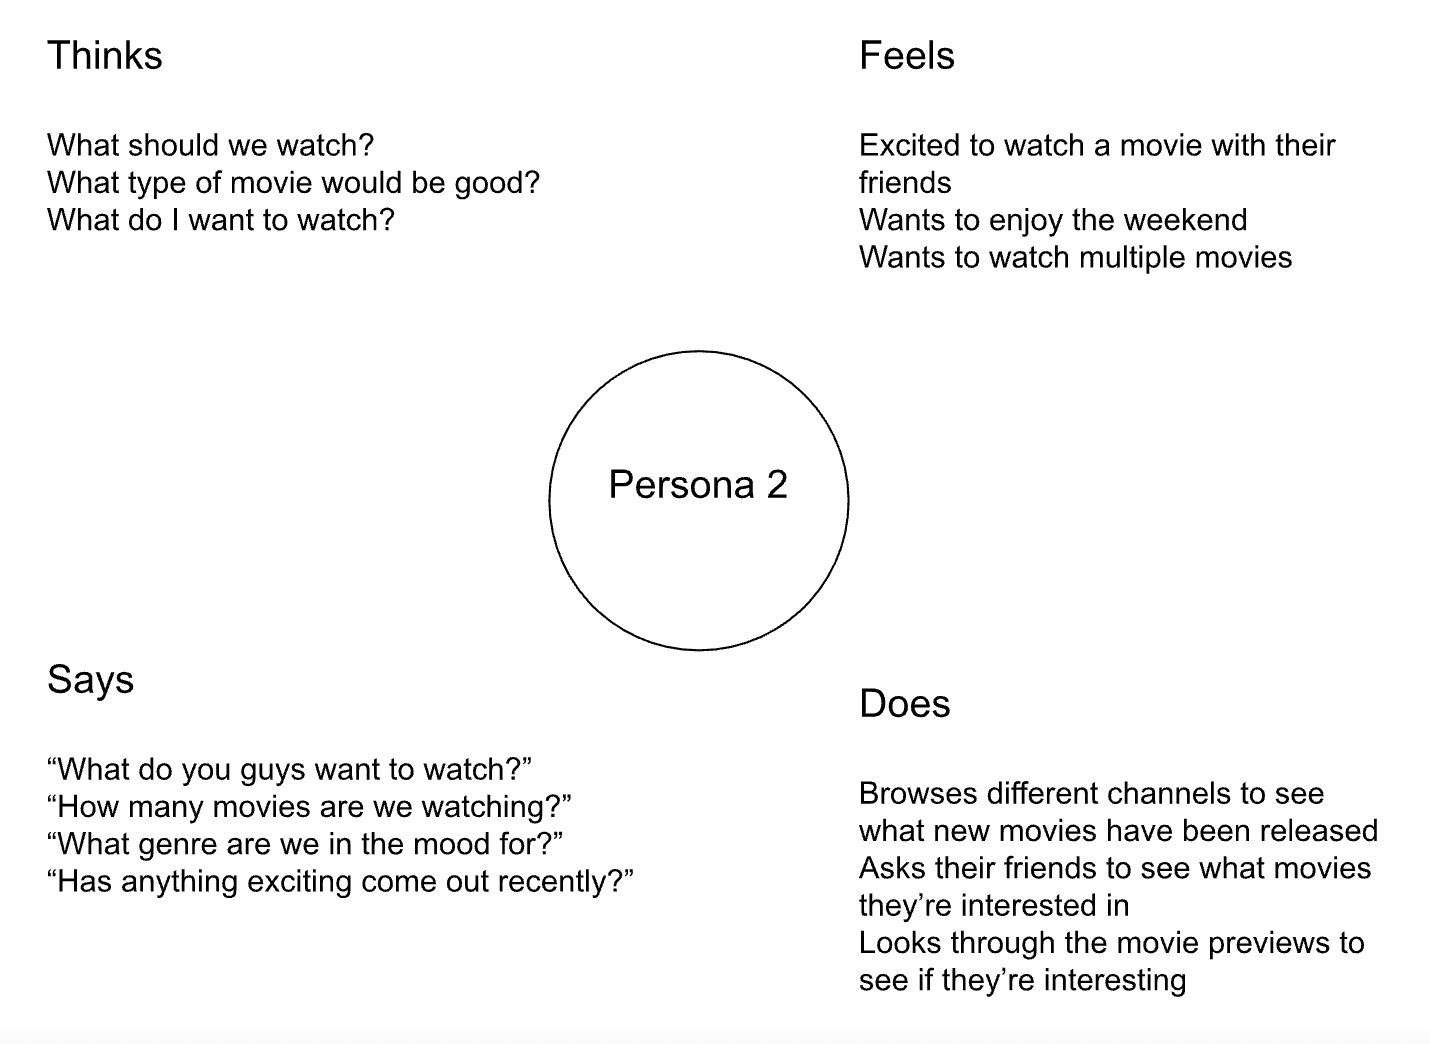 Thinks
What should we watch?
What type of movie would be good?
What do I want to watch?
Feels
Excited to watch a movie with their
friends
Wants to enjoy the weekend
Wants to watch multiple movies
Persona 2
Says
“What do you guys want to watch?”
“How many movies are we watching?”
“What genre are we in the mood for?”
“Has anything exciting come out recently?”
Does
Browses different channels to see
what new movies have been released
Asks their friends to see what movies
they’re interested in
Looks through the movie previews to
see if they’re interesting